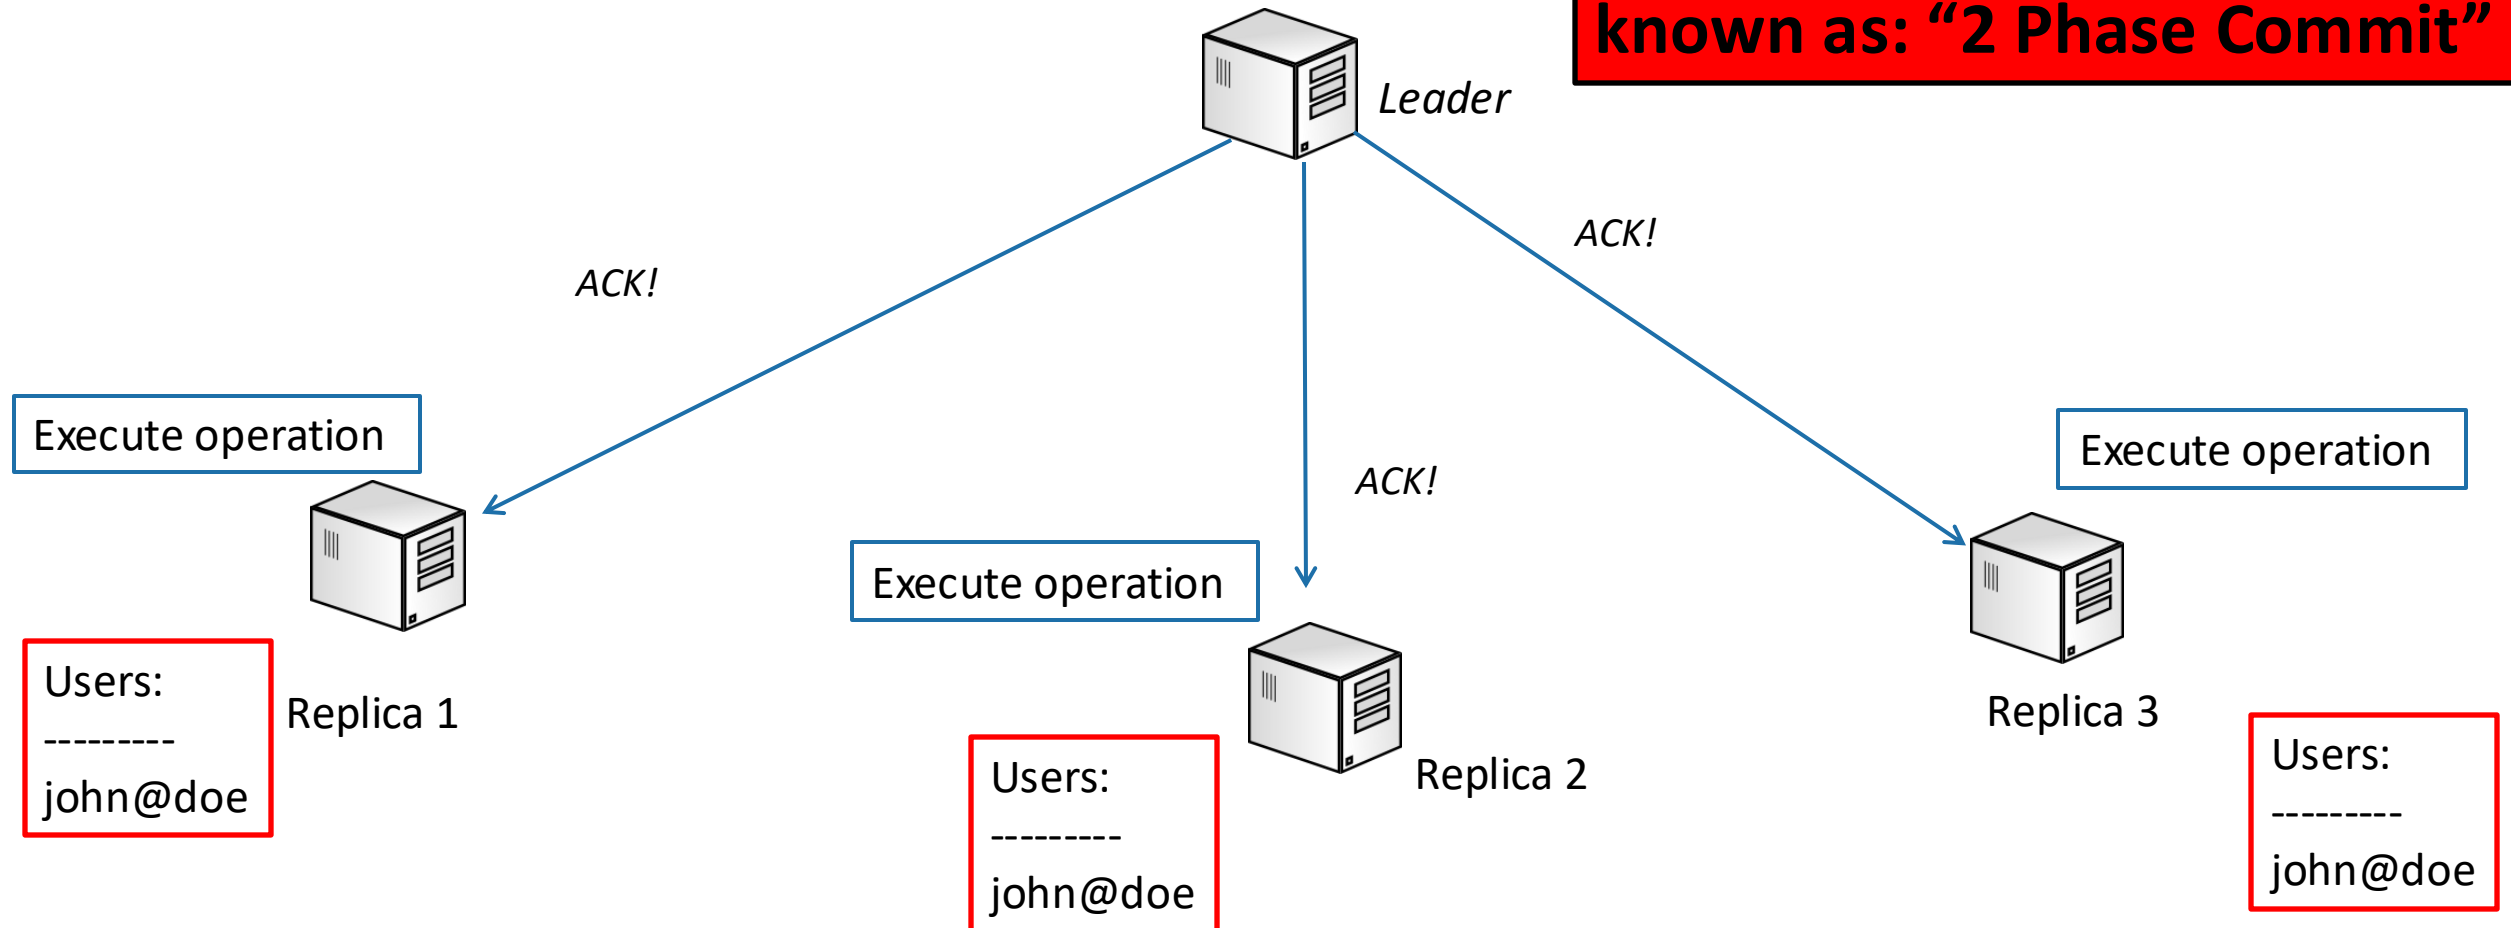 known as: “2 Phase Commit”
Leader
ACK!
ACK!
Execute operation
Execute operation
ACK!
Execute operation
Users:
---------
john@doe
Replica 1
Replica 2
Users:
---------
john@doe
Replica 3
Users:
---------
john@doe